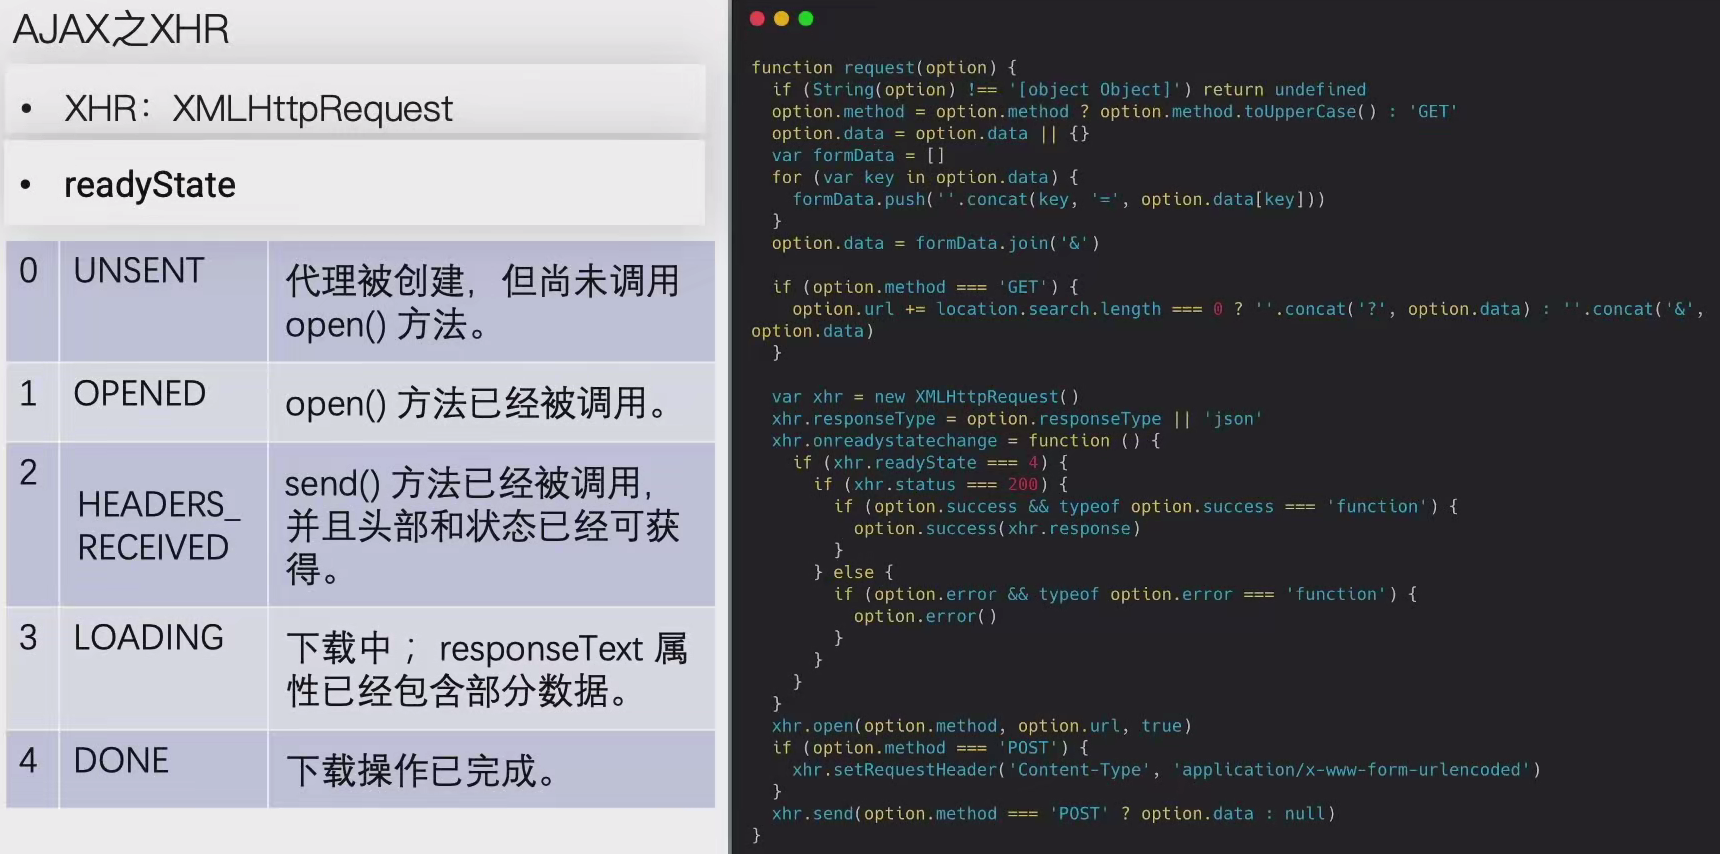 AJAX之XHR
• XHR：XMLHttpRequest
• readyState
0 UNSENT 代理被创建，但尚未调用
open() 方法。
1 OPENED open() 方法已经被调用。
2 HEADERS_
RECEIVED send() 方法已经被调用，
并且头部和状态已经可获
得。
3 LOADING 下载中； responseText 属
性已经包含部分数据。
4 DONE 下载操作已完成。
function request(option) {
  if (String(option) !== '[object Object]') return undefined
  option.method = option.method ? option.method.toUpperCase() : 'GET'
  option.data = option.data || {}
  var formData = []
  for (var key in option.data) {
    formData.push(''.concat(key, '=', option.data[key]))
  }
  option.data = formData.join('&')
  if (option.method === 'GET') {
    option.url += location.search.length === 0 ? ''.concat('?', option.data) : ''.concat('&',
option.data)
  }
  var xhr = new XMLHttpRequest()
  xhr.responseType = option.responseType || 'json'
  xhr.onreadystatechange = function () {
    if (xhr.readyState === 4) {
      if (xhr.status === 200) {
        if (option.success && typeof option.success === 'function') {
          option.success(xhr.response)
        }
      } else {
        if (option.error && typeof option.error === 'function') {
          option.error()
        }
      }
    }
  }
  xhr.open(option.method, option.url, true)
  if (option.method === 'POST') {
    xhr.setRequestHeader('Content-Type', 'application/x-www-form-urlencoded')
  }
  xhr.send(option.method === 'POST' ? option.data : null)
}